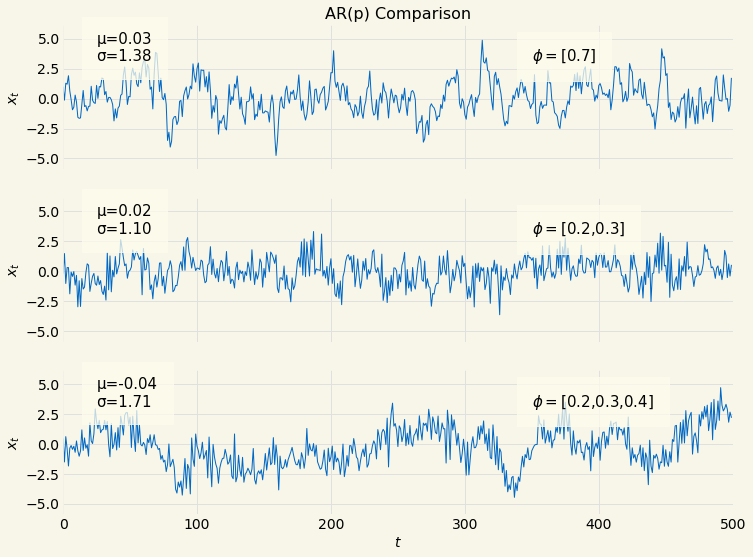 AR(p) Comparison
μ=0.03
σ=1.38
ϕ = [0.7]
5.0
2.5
0.0
−2.5
−5.0
x_t
μ=0.02
σ=1.10
ϕ = [0.2,0.3]
5.0
2.5
0.0
−2.5
−5.0
x_t
μ=-0.04
σ=1.71
ϕ = [0.2,0.3,0.4]
5.0
2.5
0.0
−2.5
−5.0
x_t
0 100 200 300 400 500
t